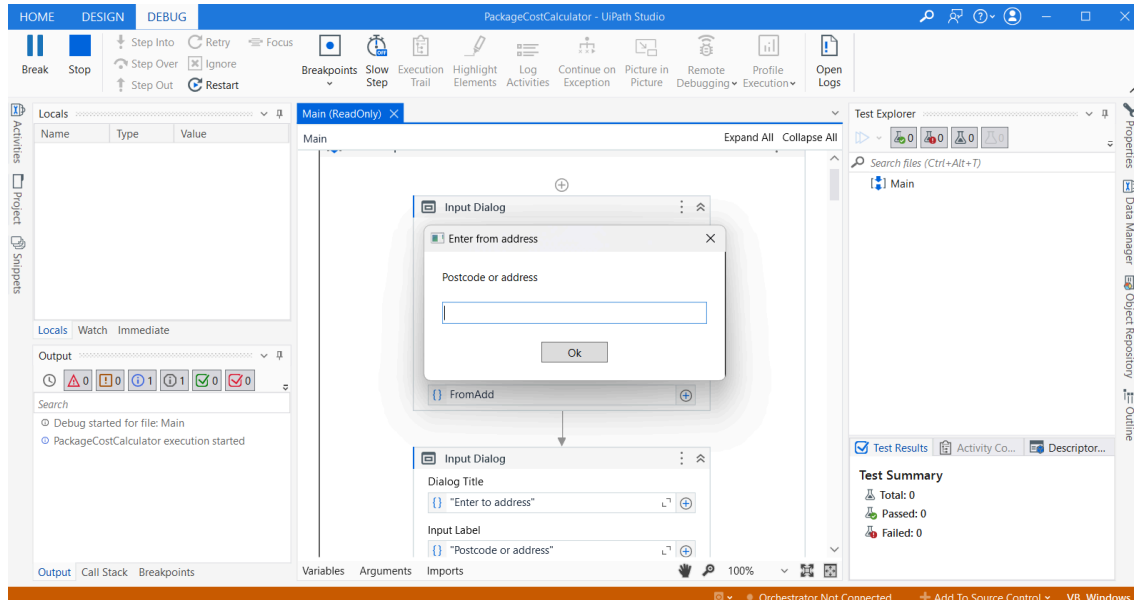 PackageCostCalculator - UiPath Studio
HOME DESIGN DEBUG
Break Stop
Step Into Retry Focus
Step Over Ignore
Step Out Restart
Breakpoints Slow Step Execution Trail Highlight Elements Log Activities Continue on Exception Picture in Picture Remote Debugging Profile Execution Open Logs
Activities
Project
Snippets
Locals
Name Type Value
Locals Watch Immediate
Output
0 0 1 1 0 0
Search
Debug started for file: Main
PackageCostCalculator execution started
Output Call Stack Breakpoints
Main (ReadOnly)
Main Expand All Collapse All
Input Dialog
Enter from address
Postcode or address
Ok
FromAdd
Input Dialog
Dialog Title
"Enter to address"
Input Label
"Postcode or address"
Variables Arguments Imports 100%
Test Explorer
0 0 0 0
Search files (Ctrl+Alt+T)
Main
Test Results Activity Co... Descriptor...
Test Summary
Total: 0
Passed: 0
Failed: 0
Properties
Data Manager
Object Repository
Outline
Orchestrator Not Connected Add To Source Control VB Windows